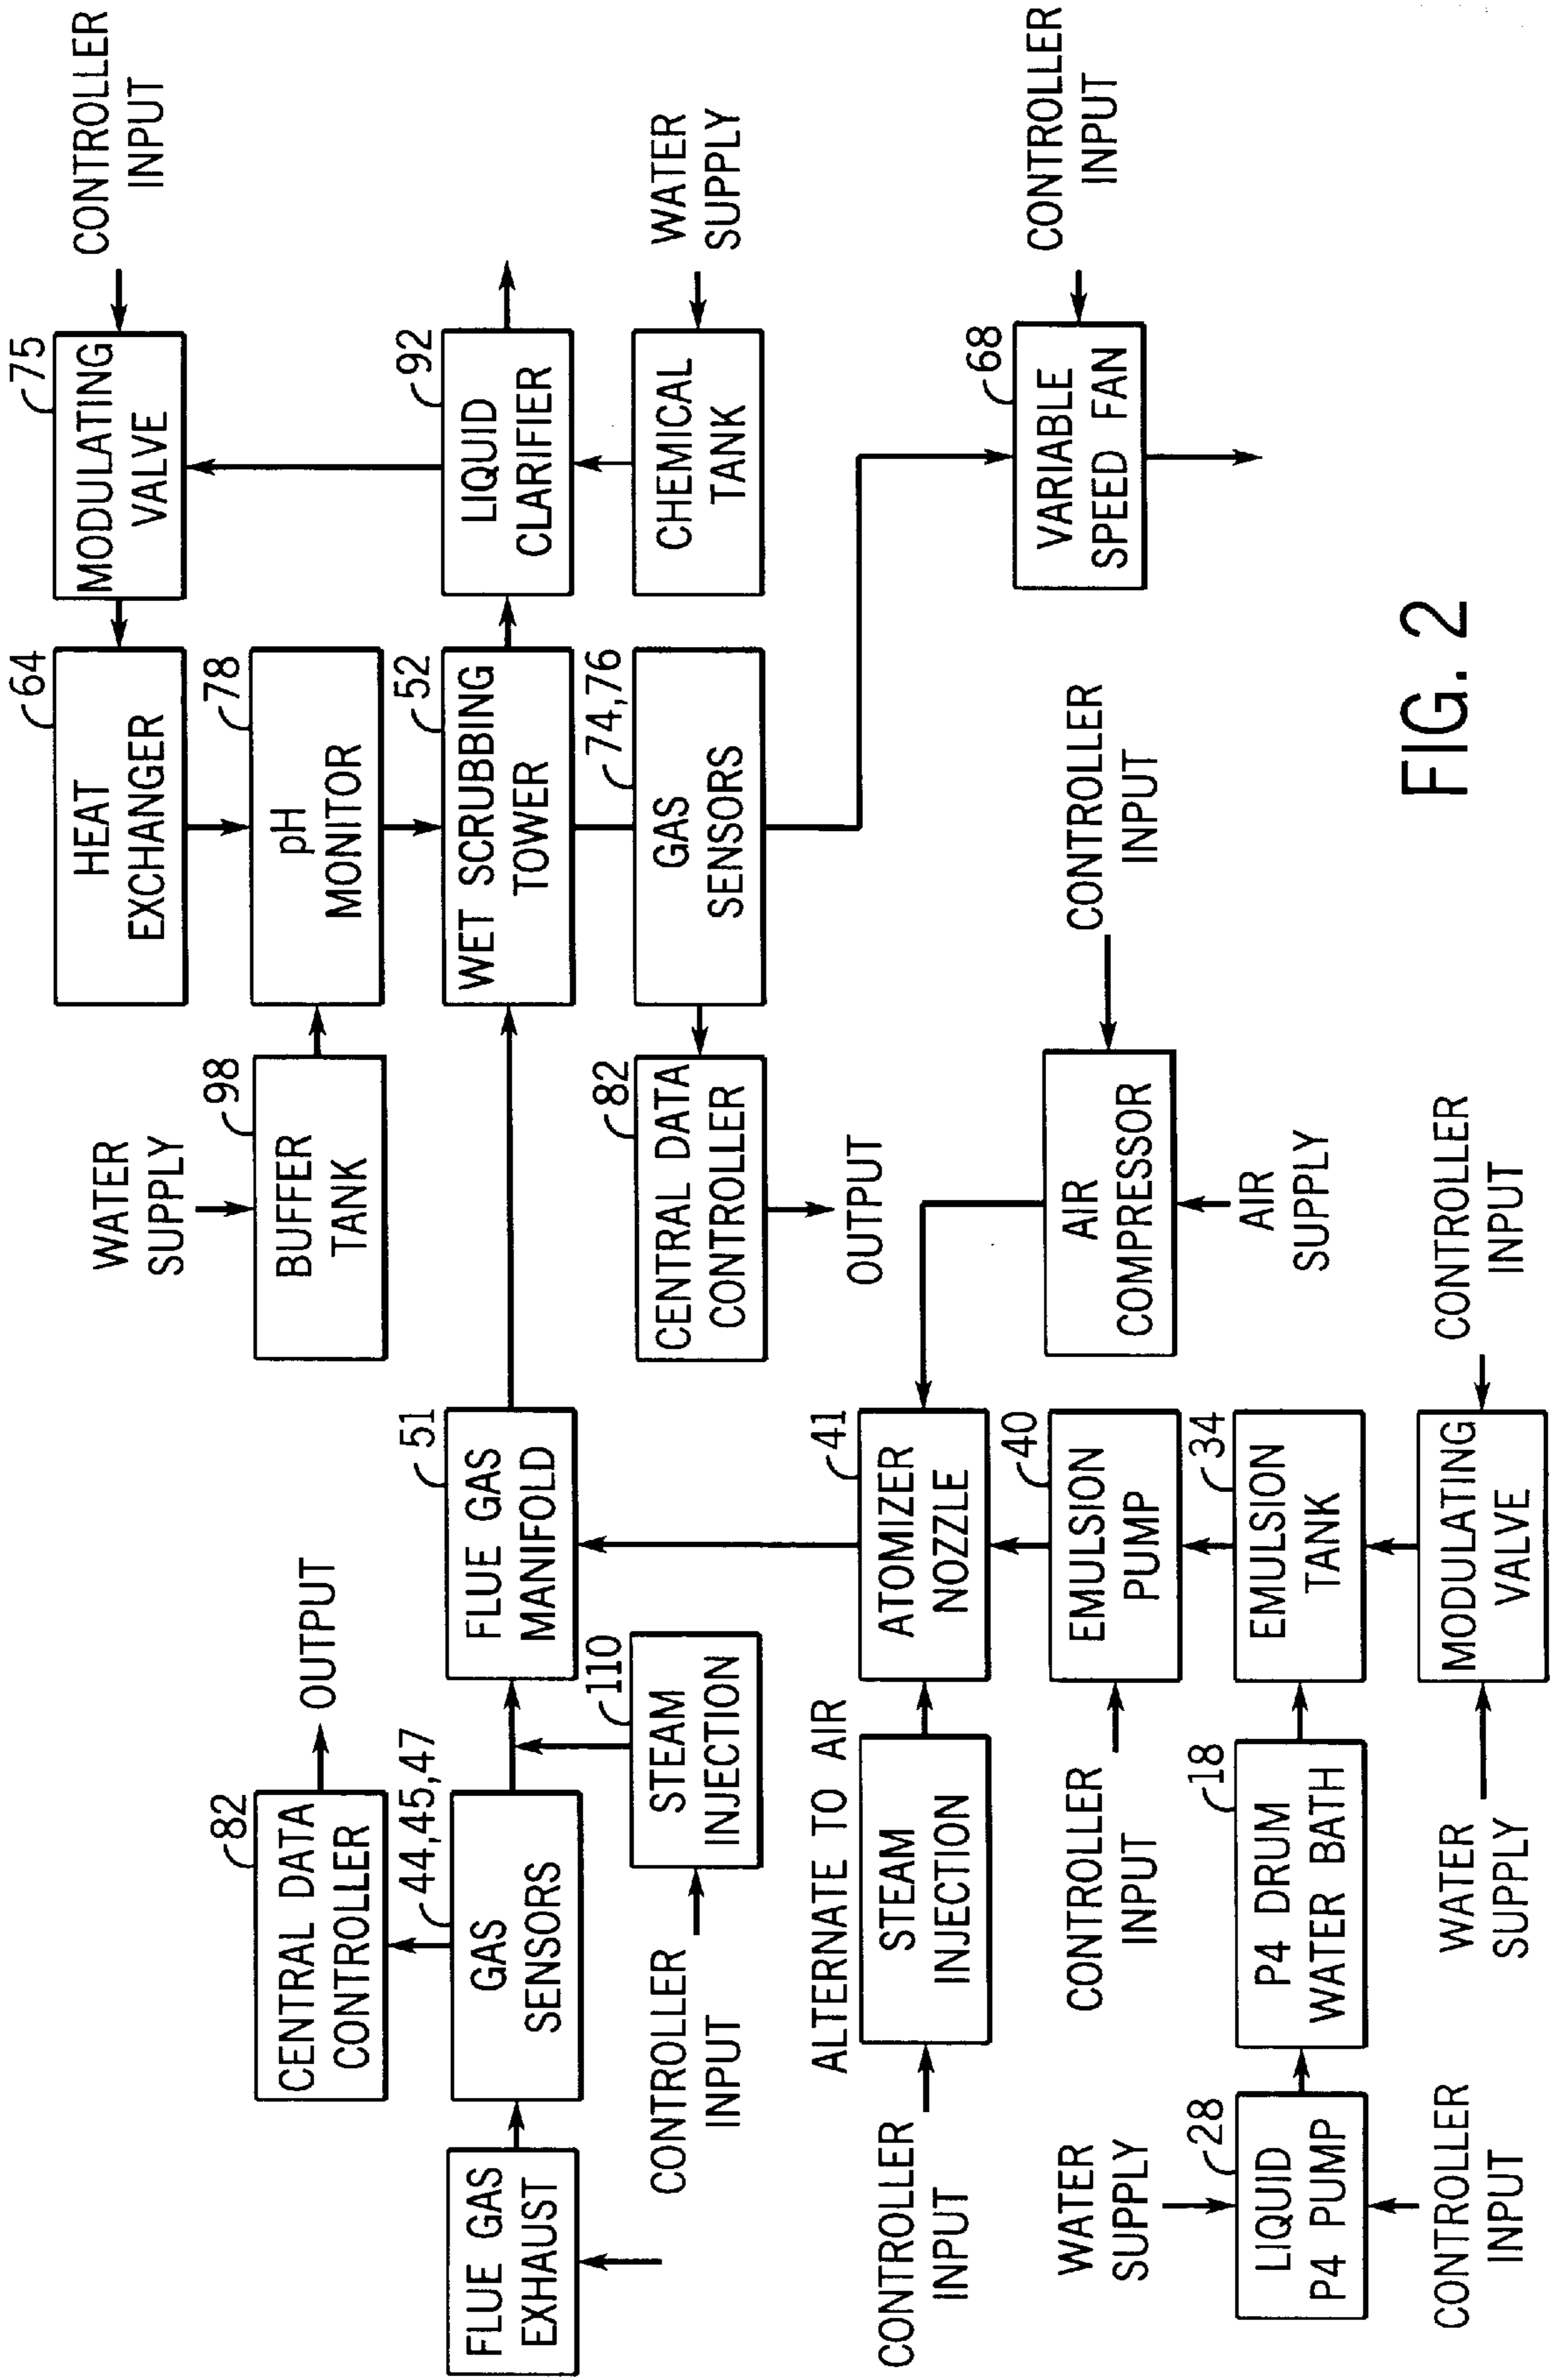 CENTRAL DATA
CONTROLLER
82
OUTPUT
FLUE GAS
EXHAUST
GAS
SENSORS
44,45,47
CONTROLLER
INPUT
STEAM
INJECTION
110
FLUE GAS
MANIFOLD
51
WATER
SUPPLY
BUFFER
TANK
98
HEAT
EXCHANGER
64
MODULATING
VALVE
75
CONTROLLER
INPUT
pH
MONITOR
78
WET SCRUBBING
TOWER
52
LIQUID
CLARIFIER
92
CENTRAL DATA
CONTROLLER
82
OUTPUT
GAS
SENSORS
74,76
CHEMICAL
TANK
WATER
SUPPLY
ALTERNATE TO AIR
CONTROLLER
INPUT
STEAM
INJECTION
ATOMIZER
NOZZLE
41
CONTROLLER
INPUT
EMULSION
PUMP
40
AIR
COMPRESSOR
AIR
SUPPLY
CONTROLLER
INPUT
VARIABLE
SPEED FAN
68
CONTROLLER
INPUT
WATER
SUPPLY
LIQUID
P4 PUMP
28
CONTROLLER
INPUT
P4 DRUM
WATER BATH
18
EMULSION
TANK
34
WATER
SUPPLY
MODULATING
VALVE
CONTROLLER
INPUT
FIG. 2